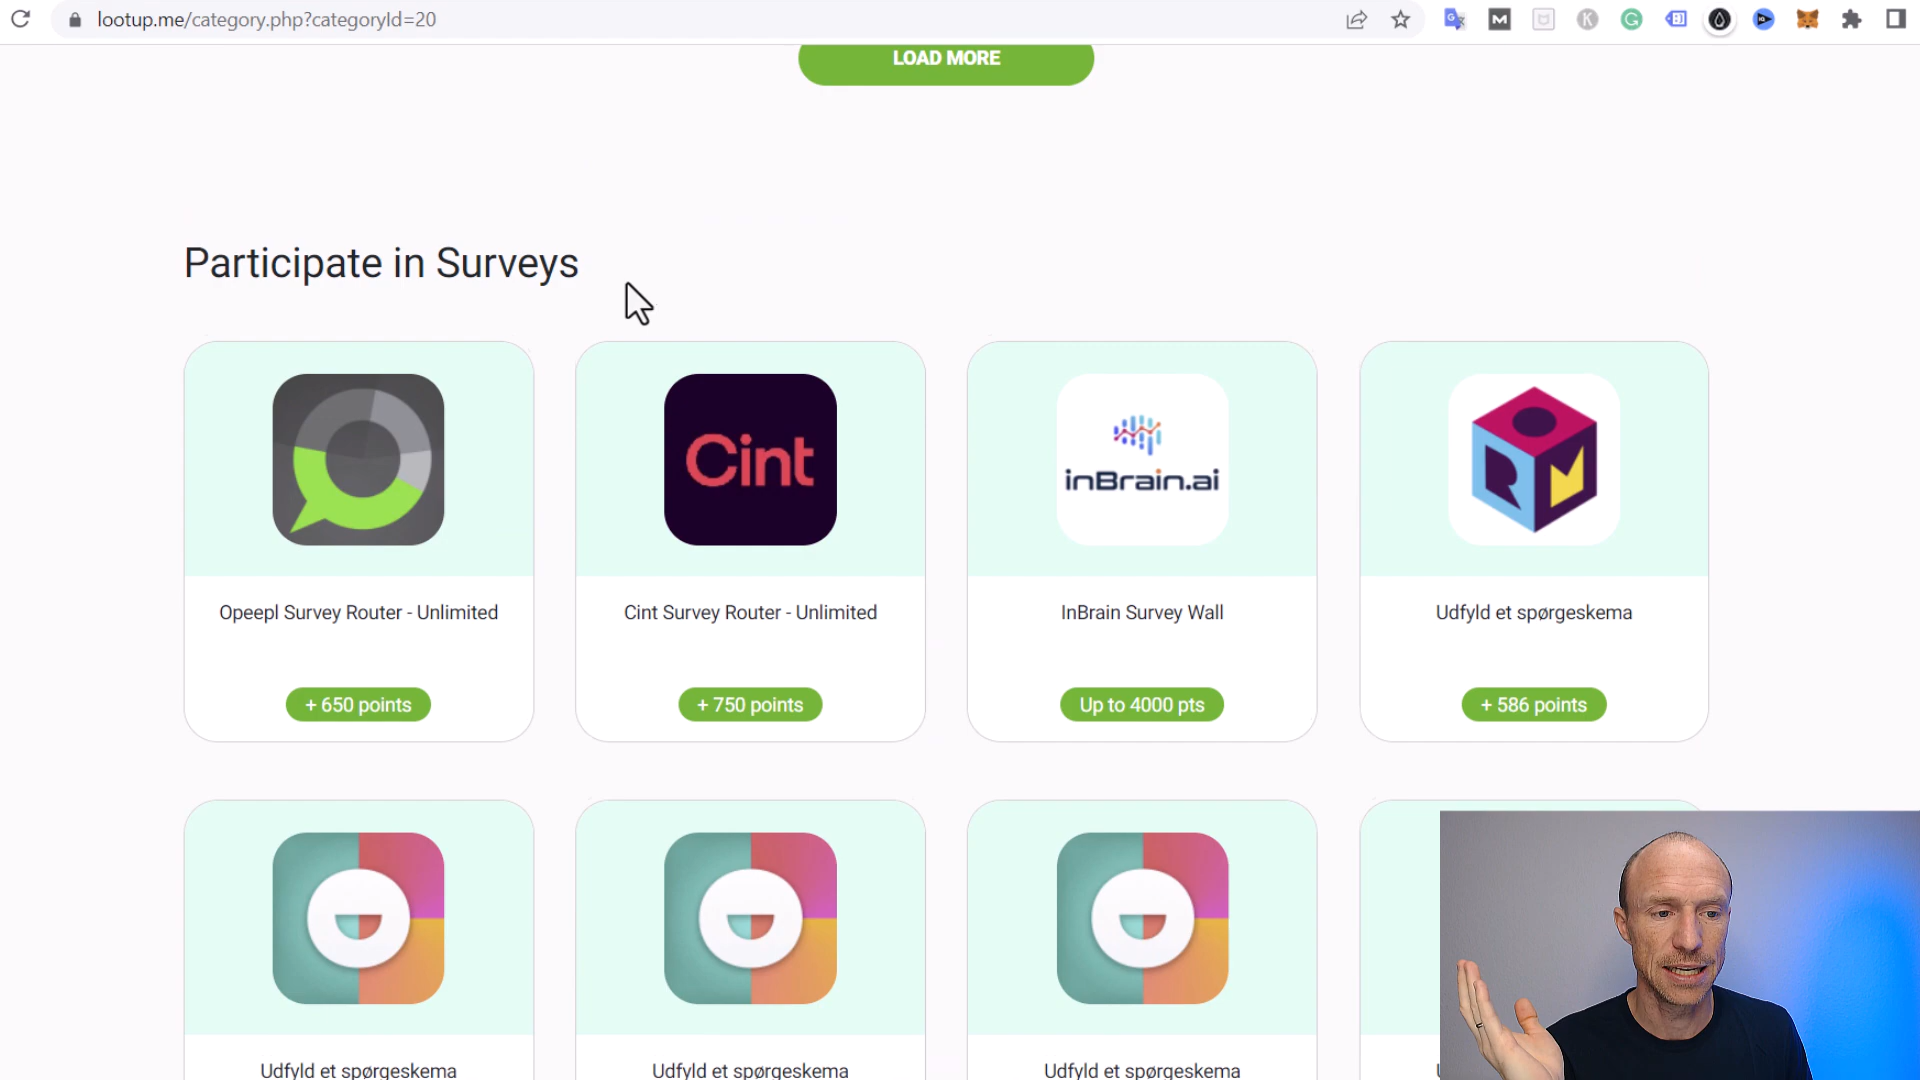 lootup.me/category.php?categoryId=20
LOAD MORE
Participate in Surveys
Cint
inBrain.ai
RM
Opeepl Survey Router - Unlimited
Cint Survey Router - Unlimited
InBrain Survey Wall
Udfyld et spørgeskema
+ 650 points
+ 750 points
Up to 4000 pts
+ 586 points
Udfyld et spørgeskema
Udfyld et spørgeskema
Udfyld et spørgeskema